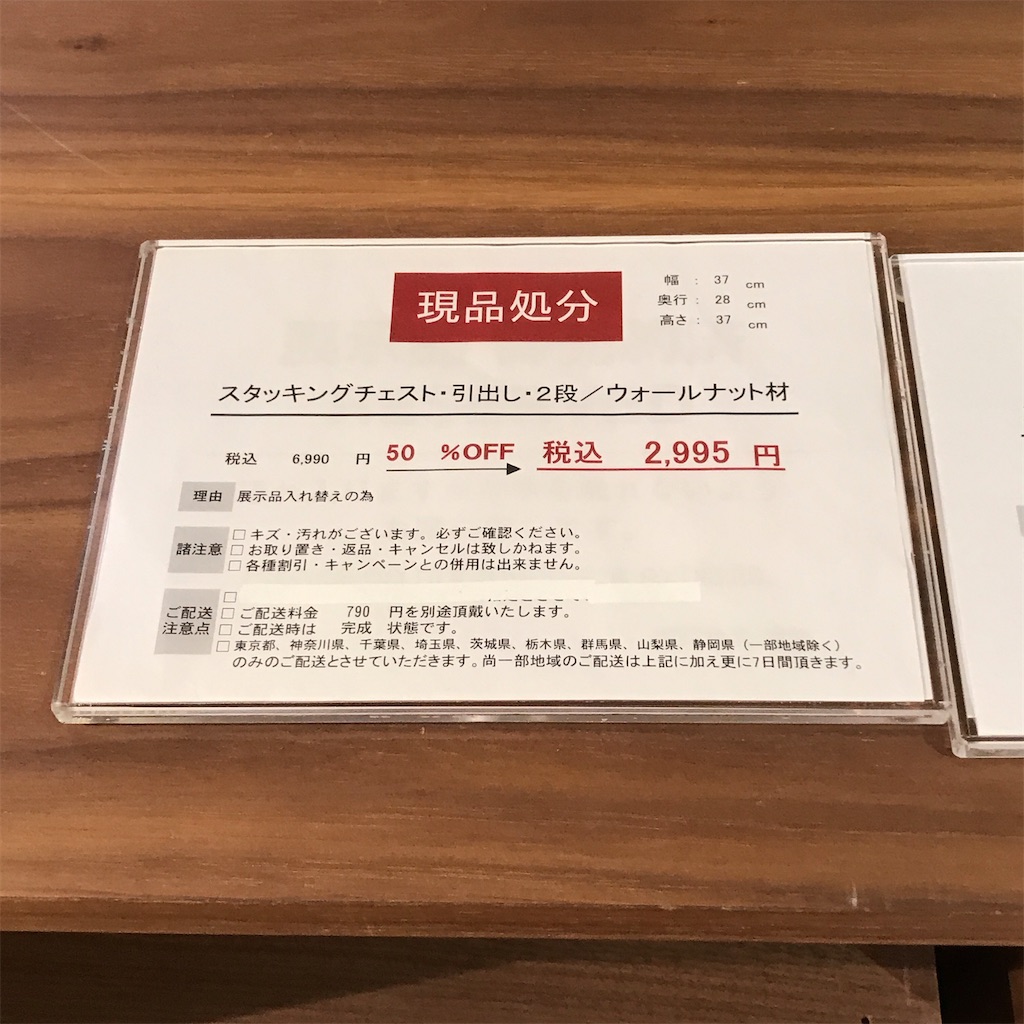 現品処分
幅 : 37 cm
奥行 : 28 cm
高さ : 37 cm
スタッキングチェスト・引出し・2段／ウォールナット材
税込 6,990 円 50 %OFF 税込 2,995 円
理由 展示品入れ替えの為
諸注意
□ キズ・汚れがございます。必ずご確認ください。
□ お取り置き・返品・キャンセルは致しかねます。
□ 各種割引・キャンペーンとの併用は出来ません。
ご配送
注意点
□
□ ご配送料金 790 円を別途頂戴いたします。
□ ご配送時は 完成 状態です。
□ 東京都、神奈川県、千葉県、埼玉県、茨城県、栃木県、群馬県、山梨県、静岡県（一部地域除く）
のみのご配送とさせていただきます。尚一部地域のご配送は上記に加え更に7日間頂きます。